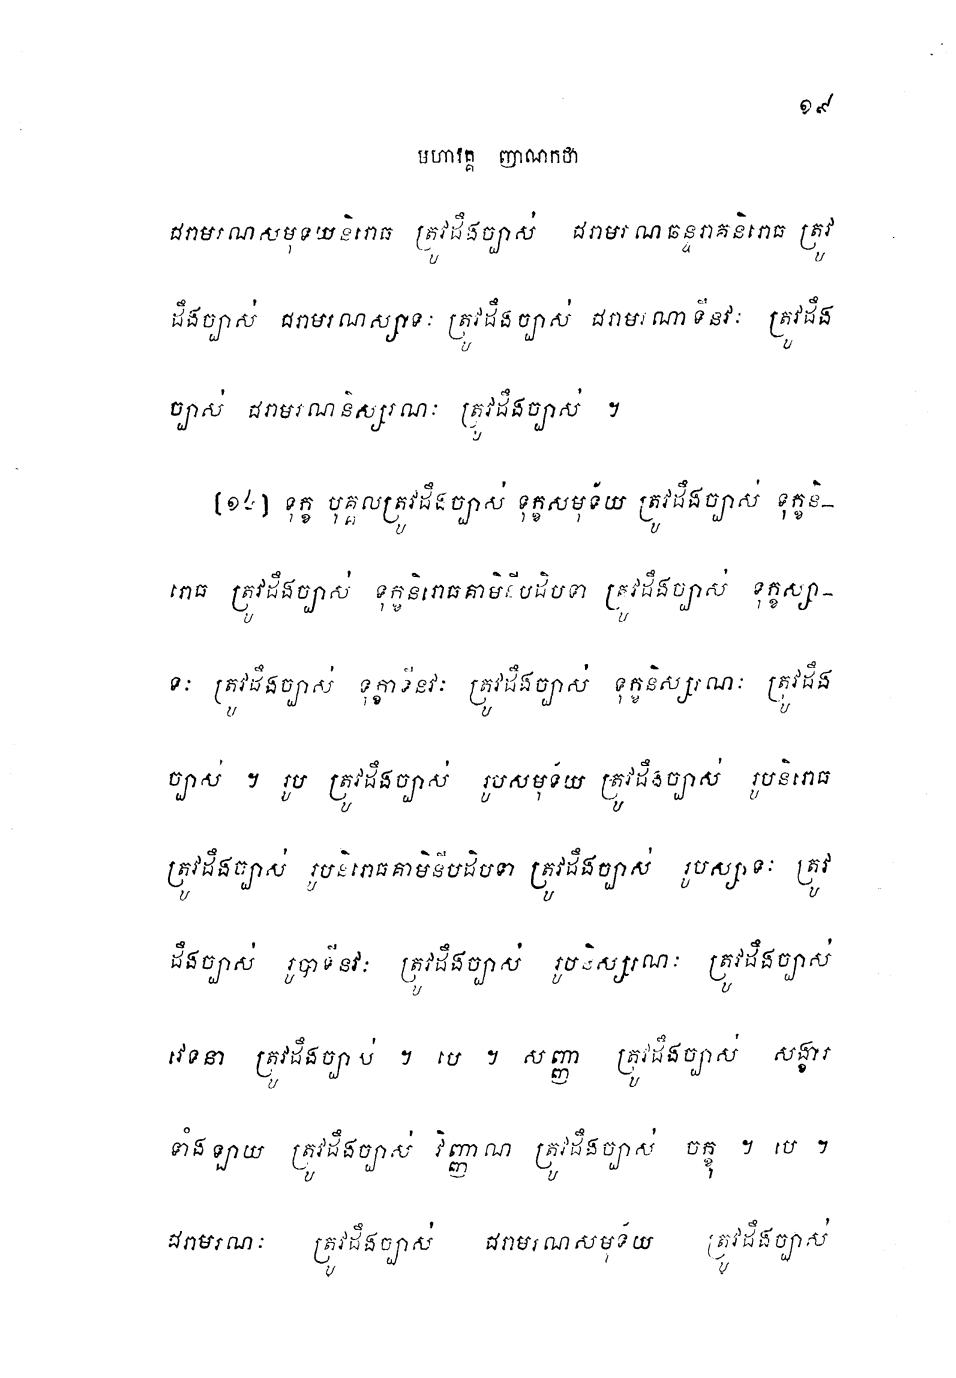 ១៩
មហាវគ្គ ញាណកថា
ជរាមរណសមុទយនិរោធ ត្រូវដឹងច្បាស់ ជរាមរណឆន្ទរាគនិរោធ ត្រូវ
ដឹងច្បាស់ ជរាមរណស្សាទៈ ត្រូវដឹងច្បាស់ ជរាមរណាទីនវៈ ត្រូវដឹង
ច្បាស់ ជរាមរណនិស្សរណៈ ត្រូវដឹងច្បាស់ ។
(១៤) ទុក្ខ បុគ្គលត្រូវដឹងច្បាស់ ទុក្ខសមុទ័យ ត្រូវដឹងច្បាស់ ទុក្ខនិ-
រោធ ត្រូវដឹងច្បាស់ ទុក្ខនិរោធគាមិនីបដិបទា ត្រូវដឹងច្បាស់ ទុក្ខស្សា-
ទៈ ត្រូវដឹងច្បាស់ ទុក្ខាទីនវៈ ត្រូវដឹងច្បាស់ ទុក្ខនិស្សរណៈ ត្រូវដឹង
ច្បាស់ ។ រូប ត្រូវដឹងច្បាស់ រូបសមុទ័យ ត្រូវដឹងច្បាស់ រូបនិរោធ
ត្រូវដឹងច្បាស់ រូបនិរោធគាមិនីបដិបទា ត្រូវដឹងច្បាស់ រូបស្សាទៈ ត្រូវ
ដឹងច្បាស់ រូបាទីនវៈ ត្រូវដឹងច្បាស់ រូបនិស្សរណៈ ត្រូវដឹងច្បាស់
វេទនា ត្រូវដឹងច្បាស់ ។ បេ ។ សញ្ញា ត្រូវដឹងច្បាស់ សង្ខារ
ទាំងឡាយ ត្រូវដឹងច្បាស់ វិញ្ញាណ ត្រូវដឹងច្បាស់ ចក្ខុ ។ បេ ។
ជរាមរណៈ ត្រូវដឹងច្បាស់ ជរាមរណសមុទ័យ ត្រូវដឹងច្បាស់